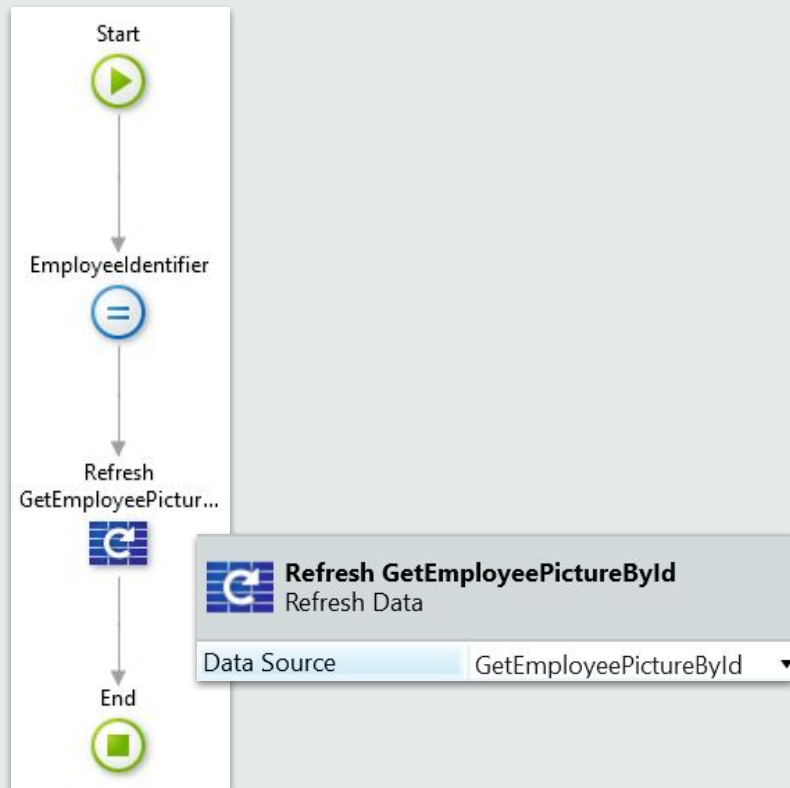 Start
EmployeeIdentifier
Refresh
GetEmployeePictur...
Refresh GetEmployeePictureById
Refresh Data
Data Source
GetEmployeePictureById
End